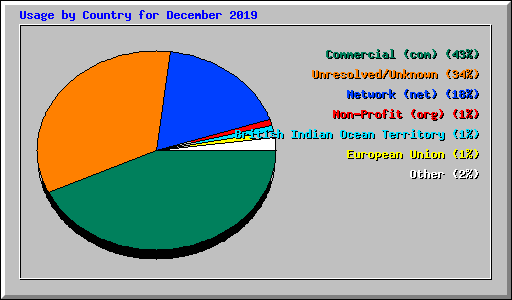 Usage by Country for December 2019
Commercial (com) (43%)
Unresolved/Unknown (34%)
Network (net) (18%)
Non-Profit (org) (1%)
British Indian Ocean Territory (1%)
European Union (1%)
Other (2%)